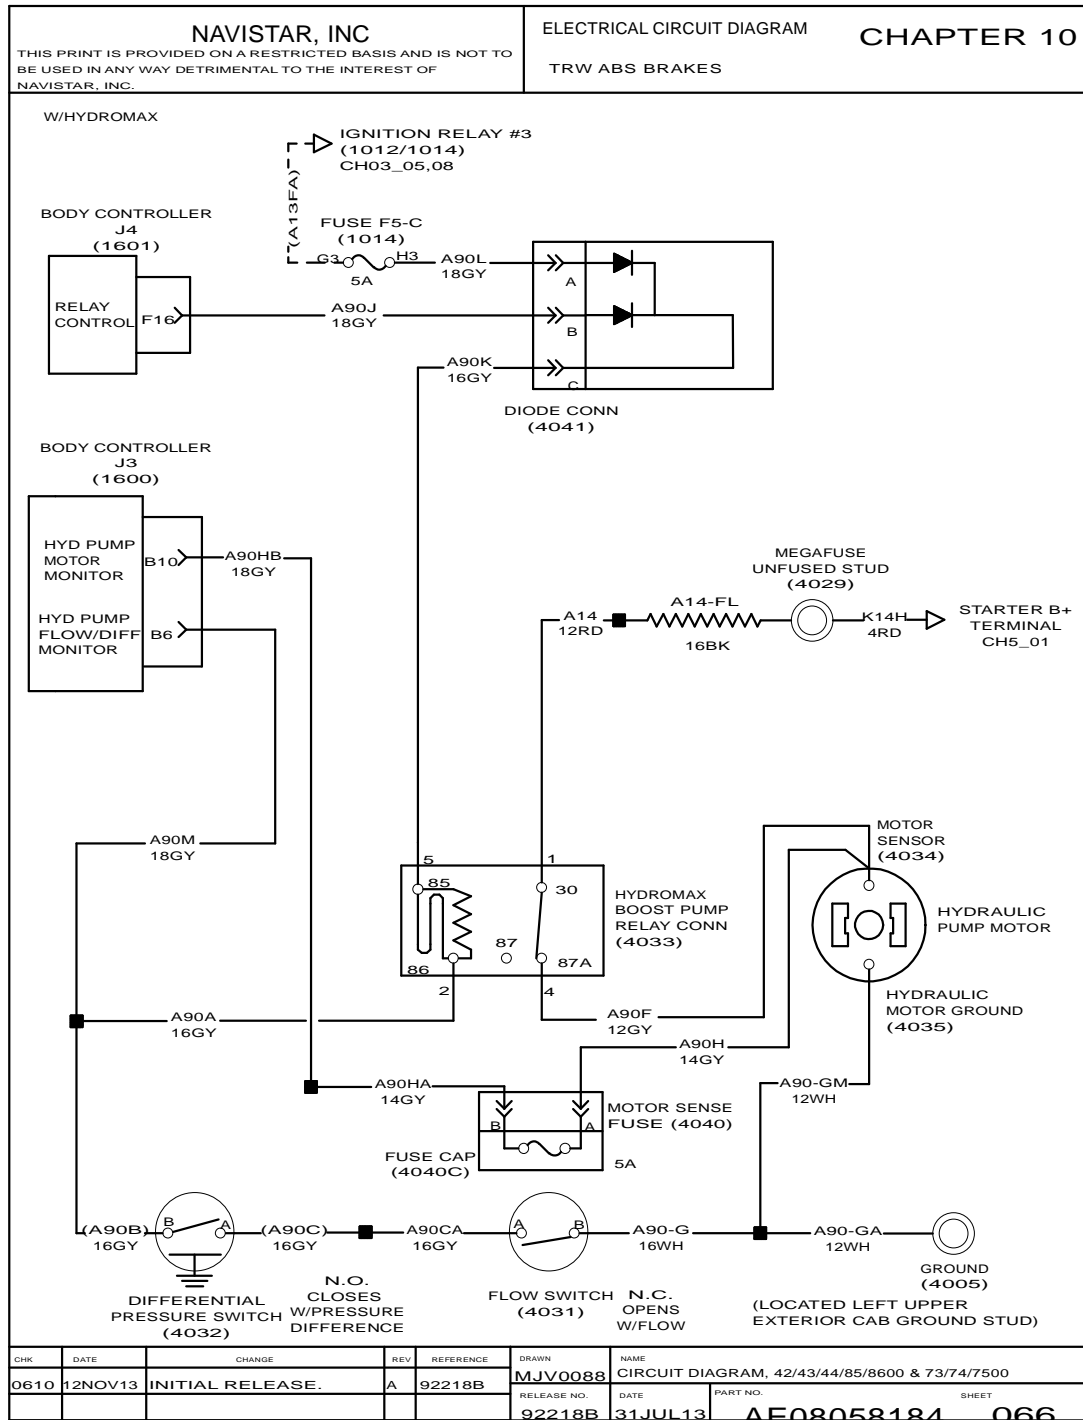 NAVISTAR, INC
THIS PRINT IS PROVIDED ON A RESTRICTED BASIS AND IS NOT TO
BE USED IN ANY WAY DETRIMENTAL TO THE INTEREST OF
NAVISTAR, INC.
ELECTRICAL CIRCUIT DIAGRAM
CHAPTER 10
TRW ABS BRAKES
W/HYDROMAX
IGNITION RELAY #3
(1012/1014)
CH03_05,08
(A13FA)
BODY CONTROLLER
J4
(1601)
FUSE F5-C
(1014)
G3
H3
5A
A90L
18GY
A
RELAY
CONTROL
F16
A90J
18GY
B
A90K
16GY
C
DIODE CONN
(4041)
BODY CONTROLLER
J3
(1600)
HYD PUMP
MOTOR
MONITOR
B10
A90HB
18GY
HYD PUMP
FLOW/DIFF
MONITOR
B6
MEGAFUSE
UNFUSED STUD
(4029)
A14
12RD
A14-FL
16BK
K14H
4RD
STARTER B+
TERMINAL
CH5_01
A90M
18GY
MOTOR
SENSOR
(4034)
5
1
85
30
87
86
87A
2
4
HYDROMAX
BOOST PUMP
RELAY CONN
(4033)
HYDRAULIC
PUMP MOTOR
HYDRAULIC
MOTOR GROUND
(4035)
A90A
16GY
A90F
12GY
A90H
14GY
A90HA
14GY
A90-GM
12WH
B
A
MOTOR SENSE
FUSE (4040)
FUSE CAP
(4040C)
5A
(A90B)
16GY
B
A
(A90C)
16GY
A90CA
16GY
A
B
A90-G
16WH
A90-GA
12WH
GROUND
(4005)
DIFFERENTIAL
PRESSURE SWITCH
(4032)
N.O.
CLOSES
W/PRESSURE
DIFFERENCE
FLOW SWITCH
(4031)
N.C.
OPENS
W/FLOW
(LOCATED LEFT UPPER
EXTERIOR CAB GROUND STUD)
CHK
DATE
CHANGE
REV
REFERENCE
DRAWN
NAME
0610
12NOV13
INITIAL RELEASE.
A
92218B
MJV0088
CIRCUIT DIAGRAM, 42/43/44/85/8600 & 73/74/7500
RELEASE NO.
DATE
PART NO.
SHEET
92218B
31JUL13
AE08058184
066